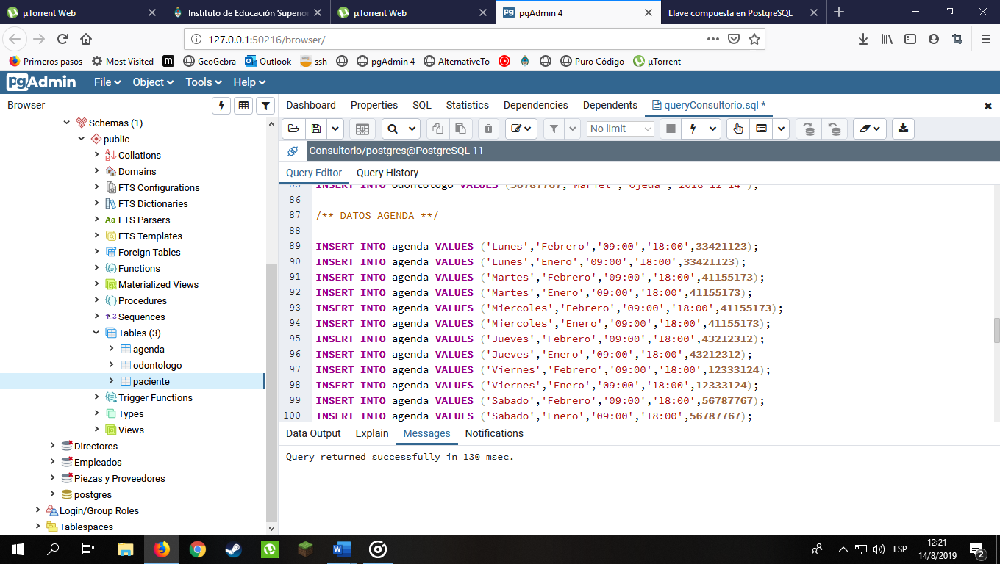 µTorrent Web
Instituto de Educación Superior
µTorrent Web
pgAdmin 4
Llave compuesta en PostgreSQL
127.0.0.1:50216/browser/
Primeros pasos
Most Visited
m
GeoGebra
Outlook
ssh
pgAdmin 4
AlternativeTo
Puro Código
µTorrent
pgAdmin
File
Object
Tools
Help
Browser
Dashboard
Properties
SQL
Statistics
Dependencies
Dependents
queryConsultorio.sql *
No limit
Consultorio/postgres@PostgreSQL 11
Query Editor
Query History
Schemas (1)
public
Collations
Domains
FTS Configurations
FTS Dictionaries
FTS Parsers
FTS Templates
Foreign Tables
Functions
Materialized Views
Procedures
Sequences
Tables (3)
agenda
odontologo
paciente
Trigger Functions
Types
Views
Directores
Empleados
Piezas y Proveedores
postgres
Login/Group Roles
Tablespaces
85 INSERT INTO odontologo VALUES (56787767,'Mariel','Ojeda','2018-12-14');
86
87 /** DATOS AGENDA **/
88
89 INSERT INTO agenda VALUES ('Lunes','Febrero','09:00','18:00',33421123);
90 INSERT INTO agenda VALUES ('Lunes','Enero','09:00','18:00',33421123);
91 INSERT INTO agenda VALUES ('Martes','Febrero','09:00','18:00',41155173);
92 INSERT INTO agenda VALUES ('Martes','Enero','09:00','18:00',41155173);
93 INSERT INTO agenda VALUES ('Miercoles','Febrero','09:00','18:00',41155173);
94 INSERT INTO agenda VALUES ('Miercoles','Enero','09:00','18:00',41155173);
95 INSERT INTO agenda VALUES ('Jueves','Febrero','09:00','18:00',43212312);
96 INSERT INTO agenda VALUES ('Jueves','Enero','09:00','18:00',43212312);
97 INSERT INTO agenda VALUES ('Viernes','Febrero','09:00','18:00',12333124);
98 INSERT INTO agenda VALUES ('Viernes','Enero','09:00','18:00',12333124);
99 INSERT INTO agenda VALUES ('Sabado','Febrero','09:00','18:00',56787767);
100 INSERT INTO agenda VALUES ('Sabado','Enero','09:00','18:00',56787767);
Data Output
Explain
Messages
Notifications
Query returned successfully in 130 msec.
ESP
12:21
14/8/2019
2